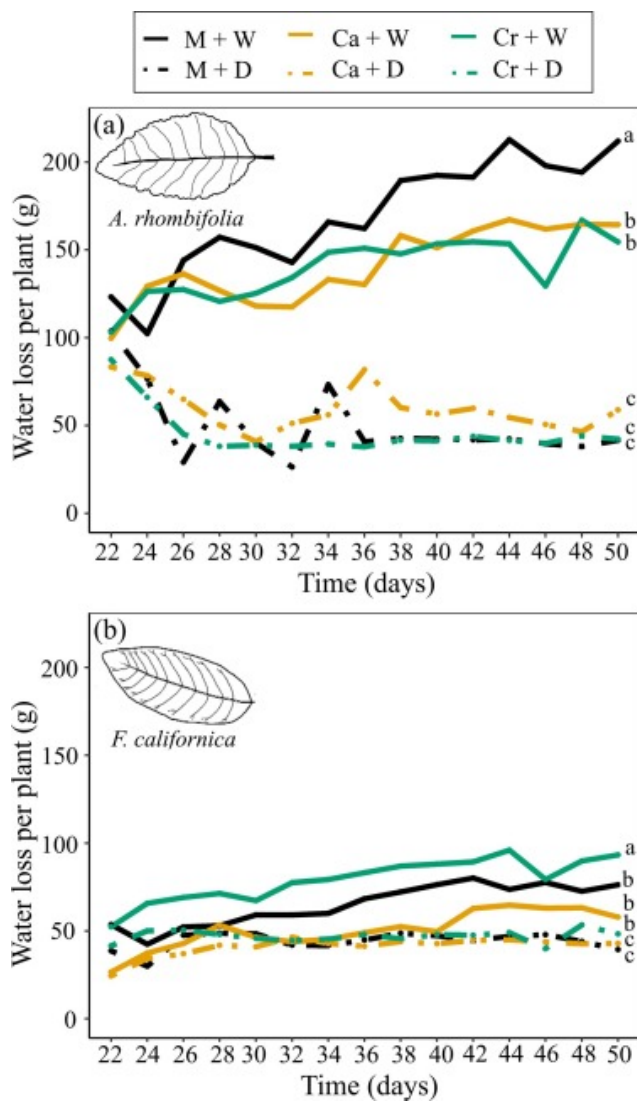 M + W Ca + W Cr + W
M + D Ca + D Cr + D
(a)
A. rhombifolia
Water loss per plant (g)
200
150
100
50
0
a
b
b
c
c
c
22 24 26 28 30 32 34 36 38 40 42 44 46 48 50
Time (days)
(b)
F. californica
Water loss per plant (g)
200
150
100
50
0
a
b
b
b
c
c
22 24 26 28 30 32 34 36 38 40 42 44 46 48 50
Time (days)